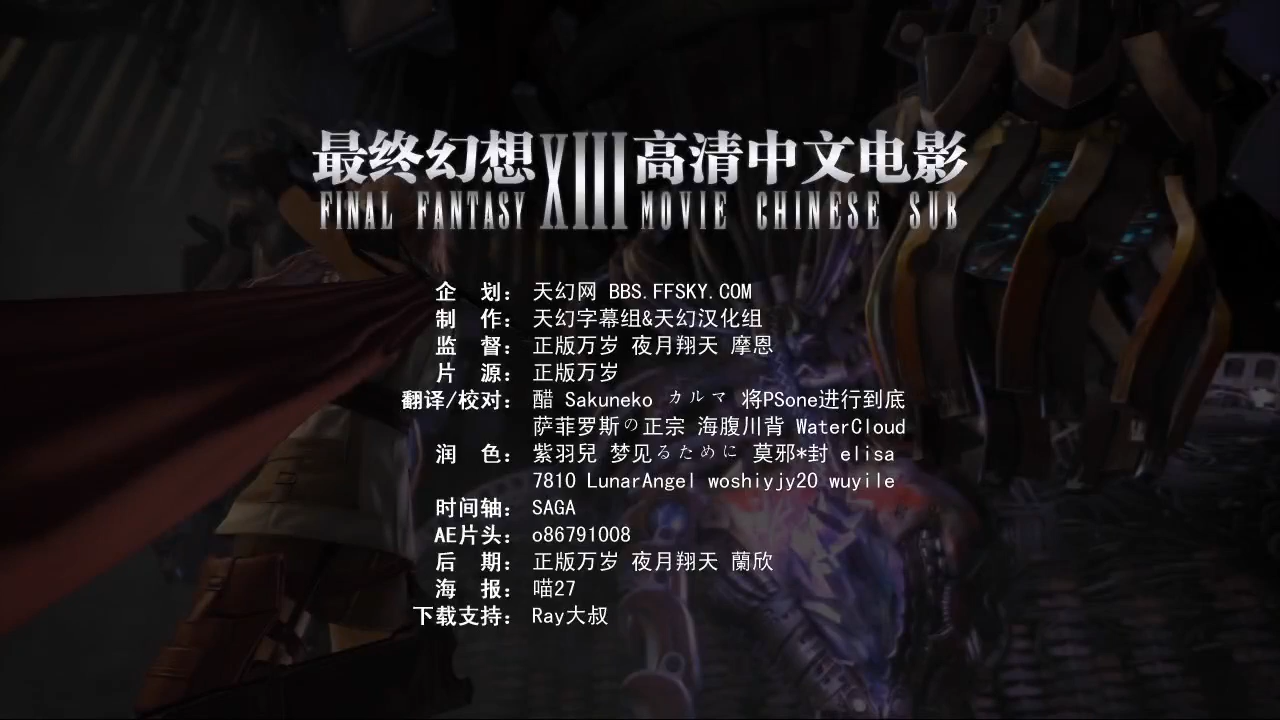 最终幻想XIII高清中文电影
FINAL FANTASY MOVIE CHINESE SUB
企 划： 天幻网 BBS.FFSKY.COM
制 作： 天幻字幕组&天幻汉化组
监 督： 正版万岁 夜月翔天 摩恩
片 源： 正版万岁
翻译/校对： 醋 Sakuneko カルマ 将PSone进行到底
萨菲罗斯の正宗 海腹川背 WaterCloud
润 色： 紫羽兒 梦见るために 莫邪*封 elisa
7810 LunarAngel woshiyjy20 wuyile
时间轴： SAGA
AE片头： o86791008
后 期： 正版万岁 夜月翔天 蘭欣
海 报： 喵27
下载支持： Ray大叔